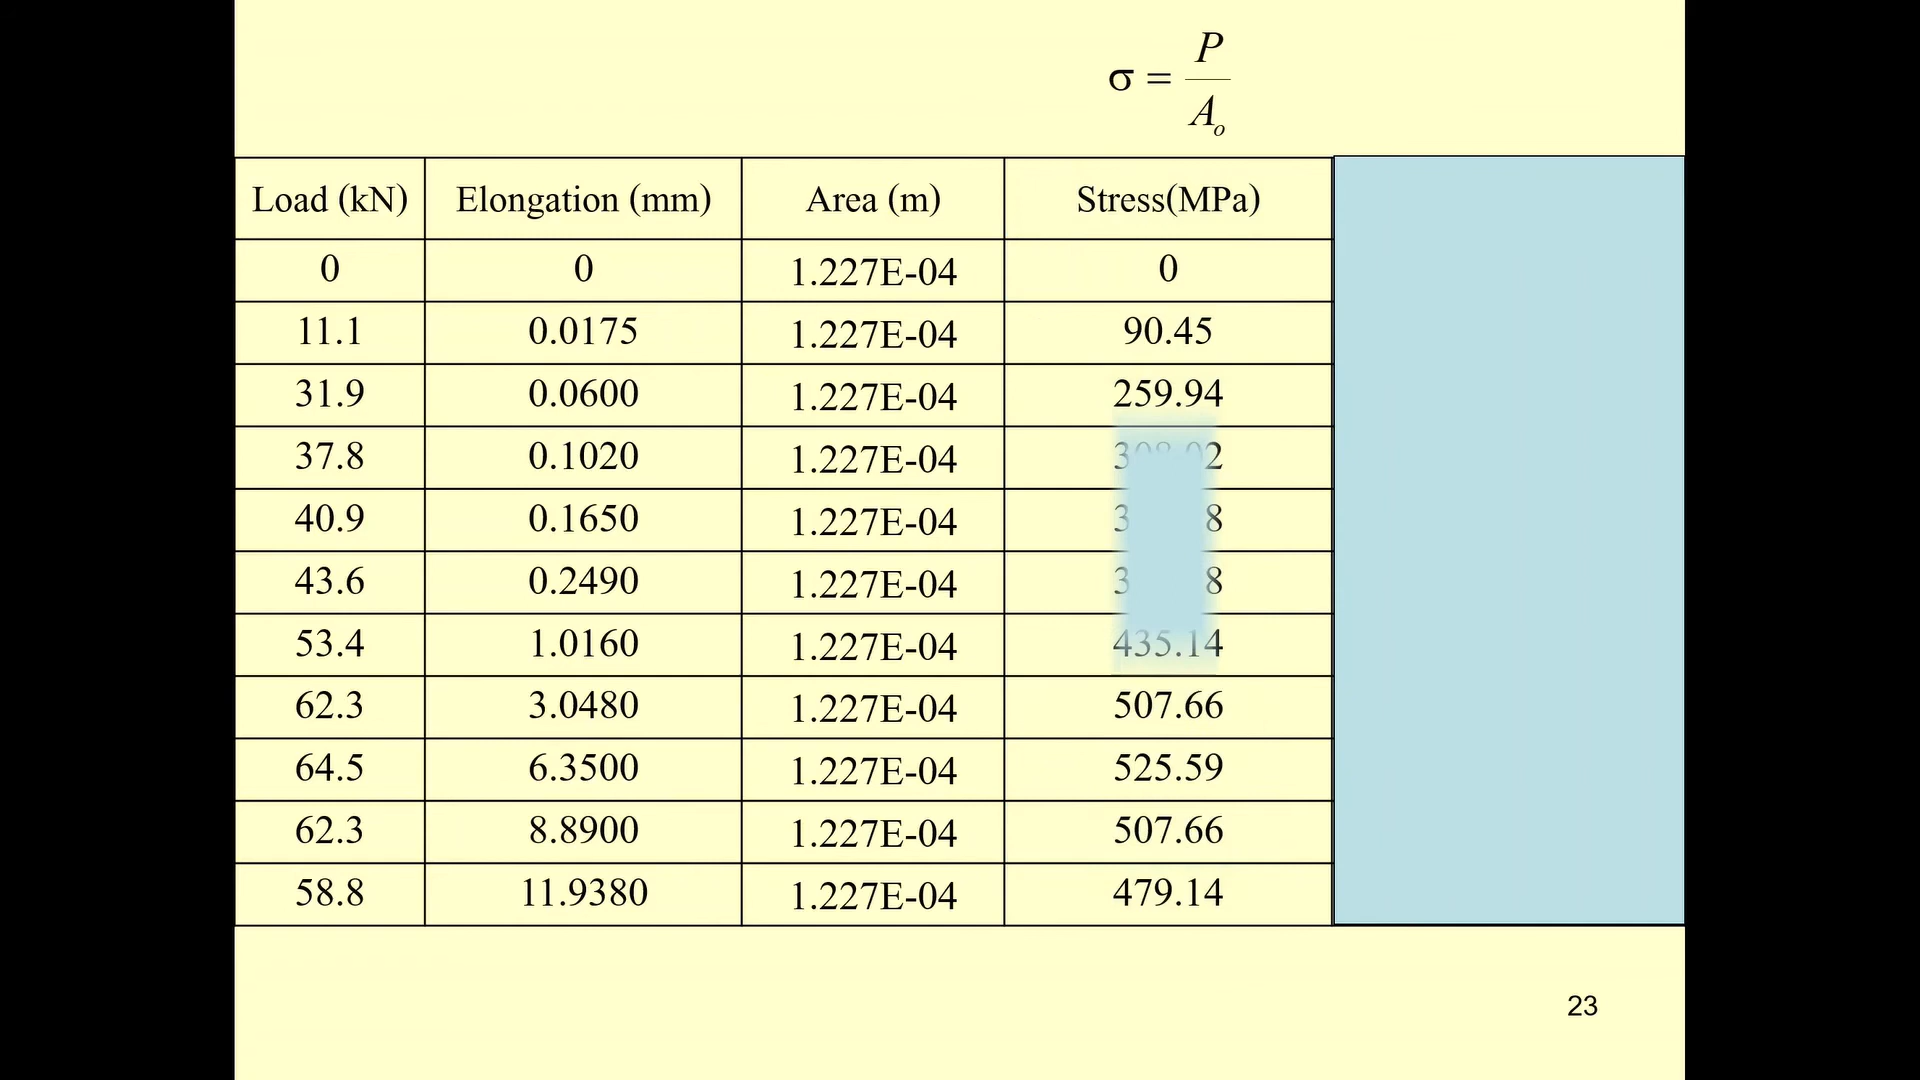 σ = P / Aₒ
Load (kN) Elongation (mm) Area (m) Stress(MPa)
0 0 1.227E-04 0
11.1 0.0175 1.227E-04 90.45
31.9 0.0600 1.227E-04 259.94
37.8 0.1020 1.227E-04
40.9 0.1650 1.227E-04
43.6 0.2490 1.227E-04
53.4 1.0160 1.227E-04 435.14
62.3 3.0480 1.227E-04 507.66
64.5 6.3500 1.227E-04 525.59
62.3 8.8900 1.227E-04 507.66
58.8 11.9380 1.227E-04 479.14
23